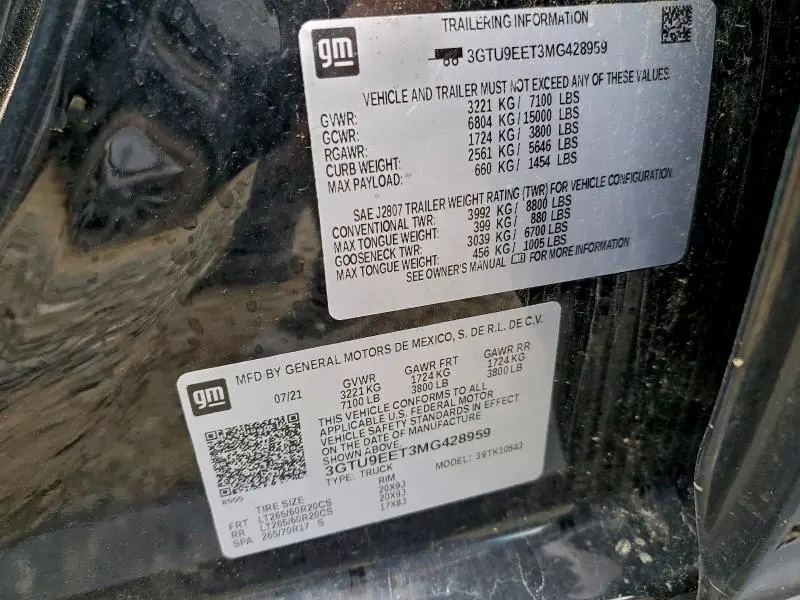 gm
TRAILERING INFORMATION
3GTU9EET3MG428959
VEHICLE AND TRAILER MUST NOT EXCEED ANY OF THESE VALUES.
GVWR: 3221 KG/ 7100 LBS
GCWR: 6804 KG/15000 LBS
RGAWR: 1724 KG/ 3800 LBS
CURB WEIGHT: 2561 KG/ 5646 LBS
MAX PAYLOAD: 660 KG/ 1454 LBS
SAE J2807 TRAILER WEIGHT RATING (TWR) FOR VEHICLE CONFIGURATION
CONVENTIONAL TWR: 3992 KG/ 8800 LBS
MAX TONGUE WEIGHT: 399 KG/ 880 LBS
GOOSENECK TWR: 3039 KG/ 6700 LBS
MAX TONGUE WEIGHT: 456 KG/ 1005 LBS
SEE OWNER'S MANUAL FOR MORE INFORMATION
gm
MFD BY GENERAL MOTORS DE MEXICO, S. DE R.L. DE C.V.
07/21 GVWR GAWR FRT GAWR RR
3221 KG 1724 KG 1724 KG
7100 LB 3800 LB 3800 LB
THIS VEHICLE CONFORMS TO ALL
APPLICABLE U.S. FEDERAL MOTOR
VEHICLE SAFETY STANDARDS IN EFFECT
ON THE DATE OF MANUFACTURE
SHOWN ABOVE.
3GTU9EET3MG428959
TYPE: TRUCK MODEL: 39TK10543
8555
TIRE SIZE RIM
FRT LT265/60R20CS 20X9J
RR LT265/60R20CS 20X9J
SPA 265/70R17 S 17X8J